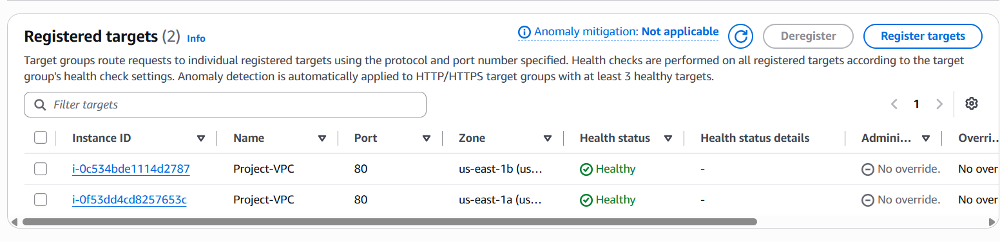 Registered targets (2) Info
Anomaly mitigation: Not applicable
Deregister
Register targets
Target groups route requests to individual registered targets using the protocol and port number specified. Health checks are performed on all registered targets according to the target
group's health check settings. Anomaly detection is automatically applied to HTTP/HTTPS target groups with at least 3 healthy targets.
Filter targets
1
Instance ID Name Port Zone Health status Health status details Admini... Overri..
i-0c534bde1114d2787 Project-VPC 80 us-east-1b (us... Healthy - No override. No over
i-0f53dd4cd8257653c Project-VPC 80 us-east-1a (us... Healthy - No override. No over